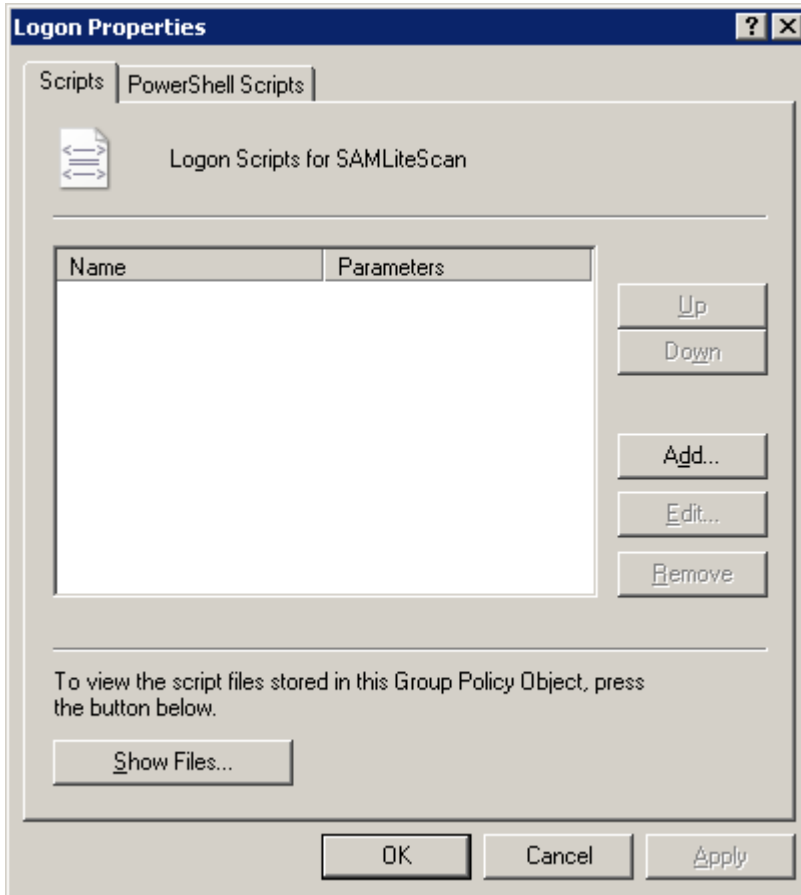 Logon Properties
Scripts
PowerShell Scripts
Logon Scripts for SAMLiteScan
Name
Parameters
Up
Down
Add...
Edit...
Remove
To view the script files stored in this Group Policy Object, press
the button below.
Show Files...
OK
Cancel
Apply